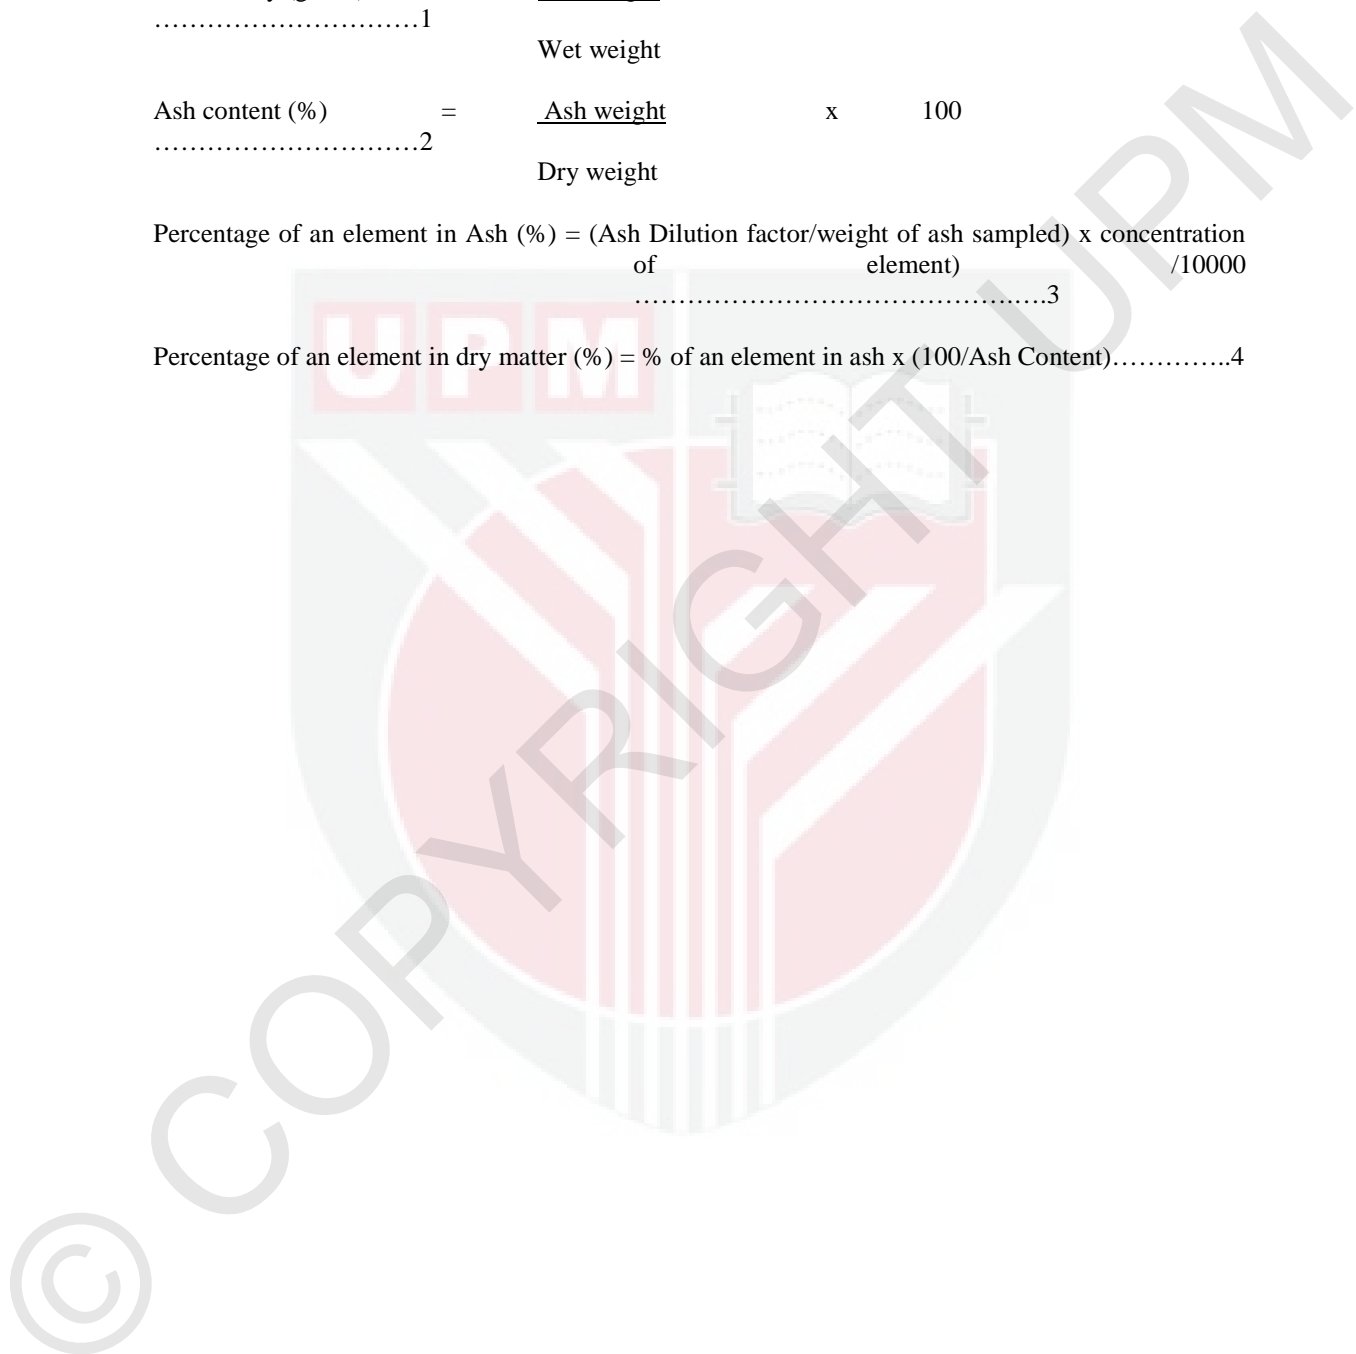 …………………………1
Wet weight
Ash content (%) = Ash weight x 100
…………………………2
Dry weight
Percentage of an element in Ash (%) = (Ash Dilution factor/weight of ash sampled) x concentration
of element) /10000
……………………………………….3
Percentage of an element in dry matter (%) = % of an element in ash x (100/Ash Content)…………..4
UPM
© COPYRIGHT UPM